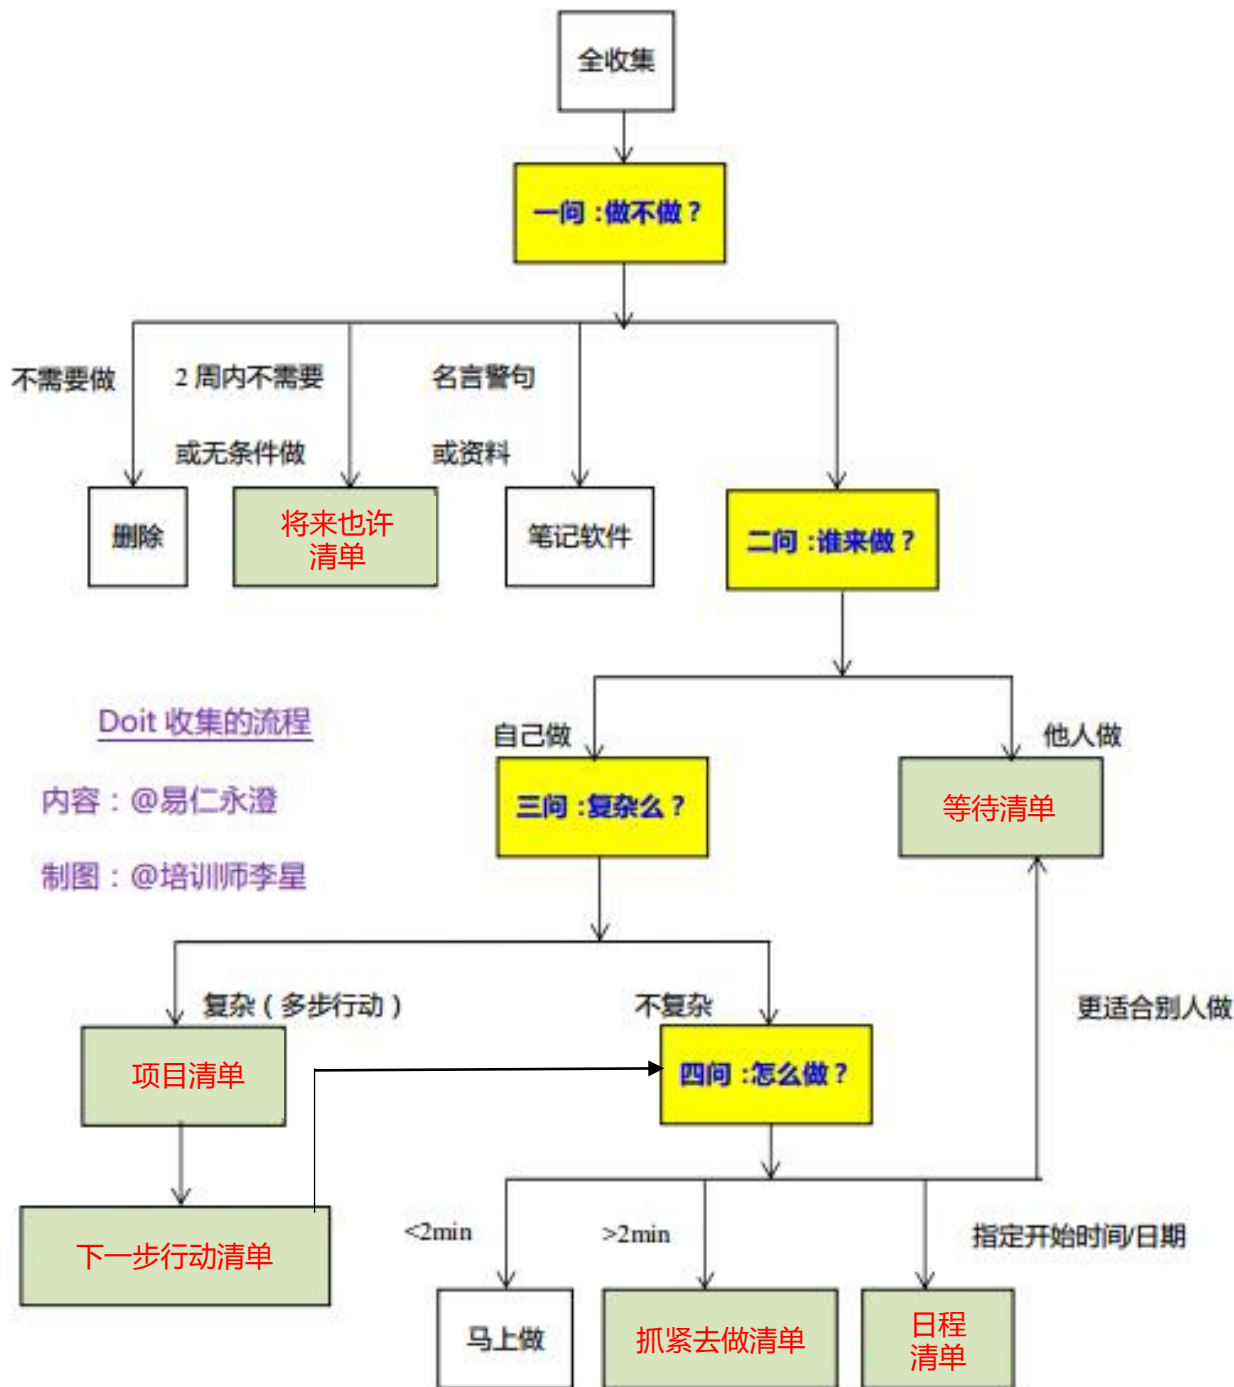 全收集
一问：做不做？
不需要做
2 周内不需要
或无条件做
名言警句
或资料
删除
将来也许
清单
笔记软件
二问：谁来做？
Doit 收集的流程
内容：@易仁永澄
制图：@培训师李星
自己做
他人做
三问：复杂么？
等待清单
复杂（多步行动）
不复杂
更适合别人做
项目清单
四问：怎么做？
下一步行动清单
<2min
>2min
指定开始时间/日期
马上做
抓紧去做清单
日程
清单